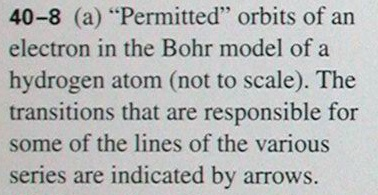 40–8 (a) “Permitted” orbits of an
electron in the Bohr model of a
hydrogen atom (not to scale). The
transitions that are responsible for
some of the lines of the various
series are indicated by arrows.